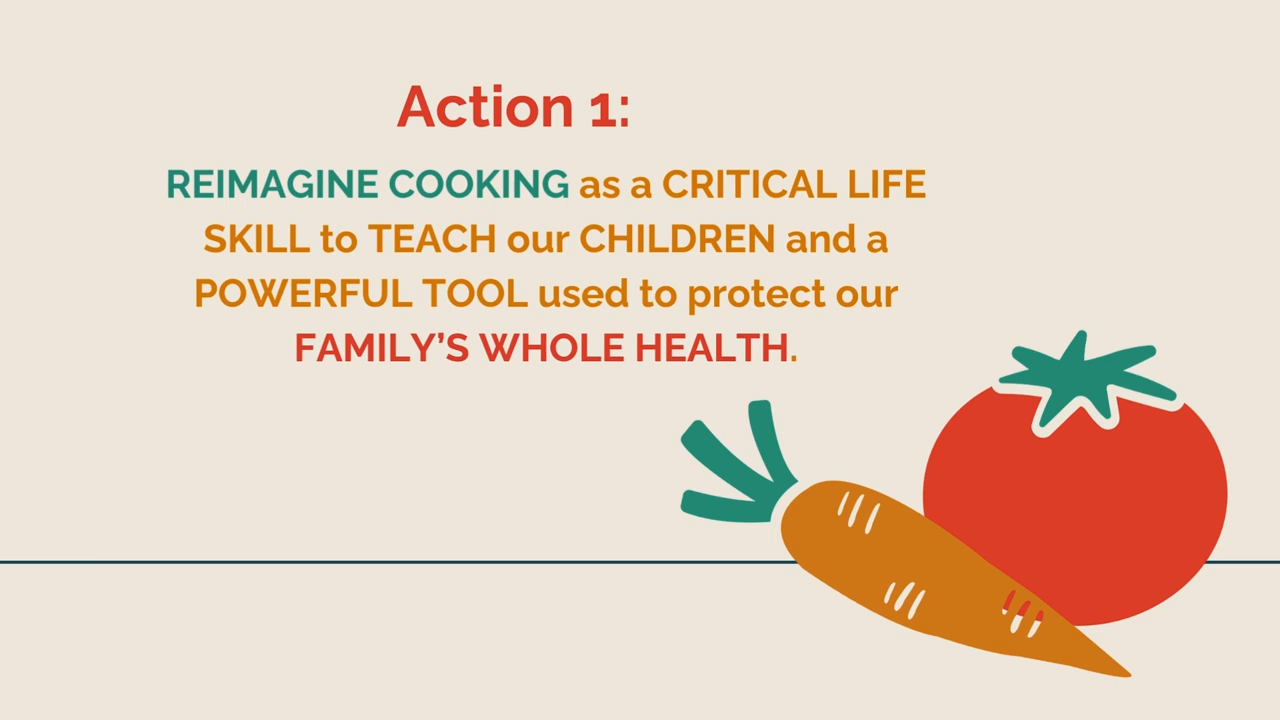 Action 1:
REIMAGINE COOKING as a CRITICAL LIFE
SKILL to TEACH our CHILDREN and a
POWERFUL TOOL used to protect our
FAMILY’S WHOLE HEALTH.